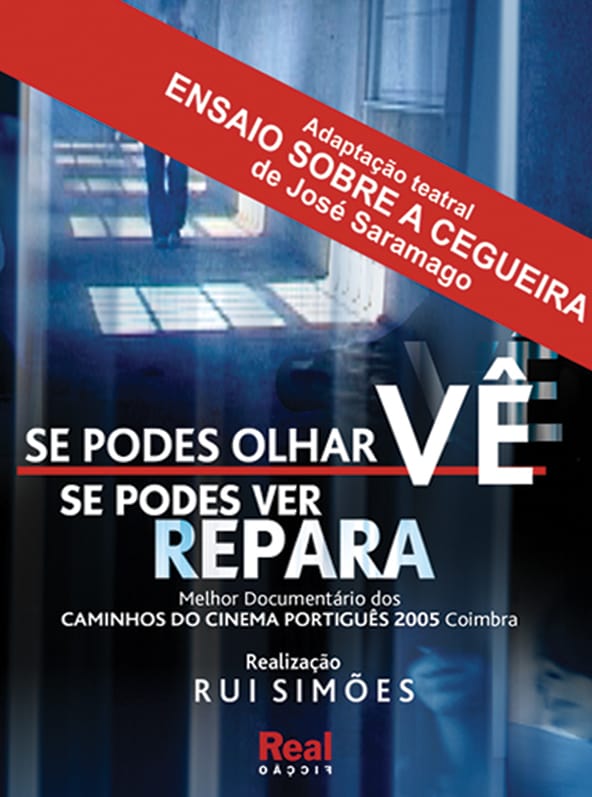 Adaptação teatral
ENSAIO SOBRE A CEGUEIRA
de José Saramago
SE PODES OLHAR VÊ
SE PODES VER
REPARA
Melhor Documentário dos
CAMINHOS DO CINEMA PORTIGUÊS 2005 Coimbra
Realização
RUI SIMÕES
Real
FICÇÃO